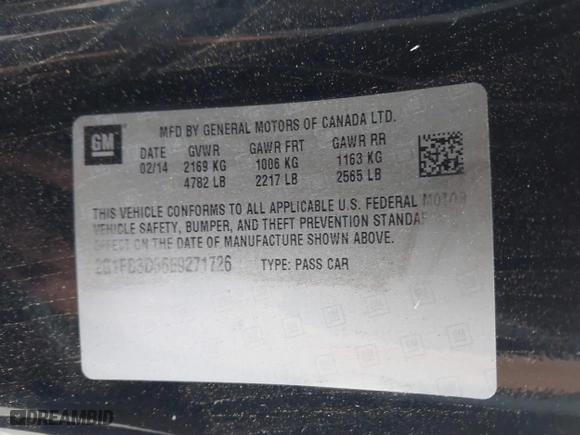 GM
MFD BY GENERAL MOTORS OF CANADA LTD.
DATE GVWR GAWR FRT GAWR RR
02/14 2169 KG 1006 KG 1163 KG
4782 LB 2217 LB 2565 LB
THIS VEHICLE CONFORMS TO ALL APPLICABLE U.S. FEDERAL MOTOR
VEHICLE SAFETY, BUMPER, AND THEFT PREVENTION
EFFECT ON THE DATE OF MANUFACTURE SHOWN ABOVE.
TYPE: PASS CAR
DREAMBID